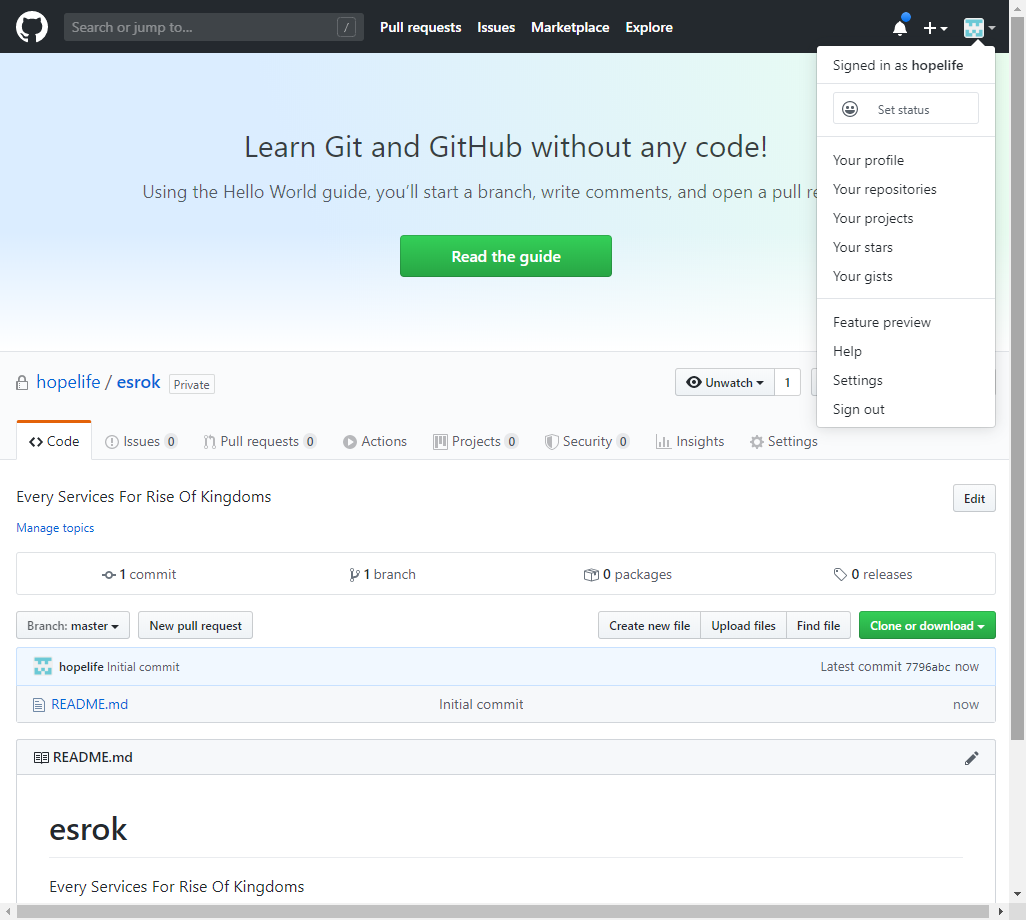 Search or jump to... / Pull requests Issues Marketplace Explore
Signed in as hopelife
Set status
Your profile
Your repositories
Your projects
Your stars
Your gists
Feature preview
Help
Settings
Sign out
Learn Git and GitHub without any code!
Using the Hello World guide, you’ll start a branch, write comments, and open a pull
Read the guide
hopelife / esrok Private
Unwatch 1
Code Issues 0 Pull requests 0 Actions Projects 0 Security 0 Insights Settings
Every Services For Rise Of Kingdoms Edit
Manage topics
1 commit 1 branch 0 packages 0 releases
Branch: master New pull request Create new file Upload files Find file Clone or download
hopelife Initial commit Latest commit 7796abc now
README.md Initial commit now
README.md
esrok
Every Services For Rise Of Kingdoms